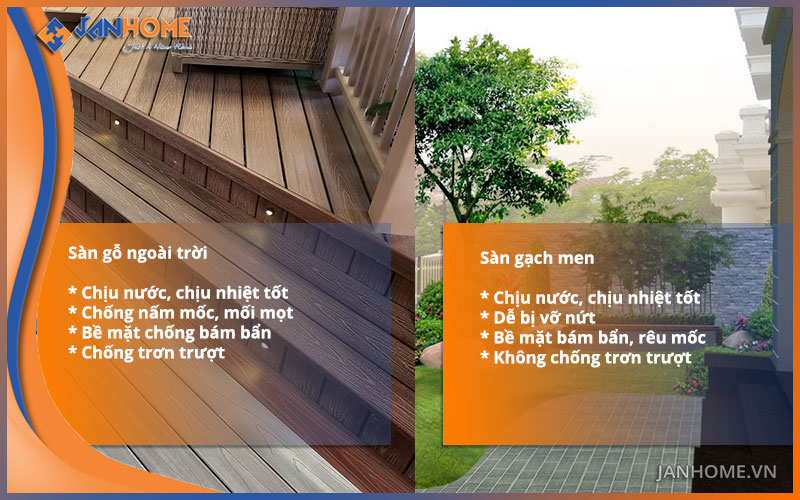 JANHOME
Sàn gỗ ngoài trời
* Chịu nước, chịu nhiệt tốt
* Chống nấm mốc, mối mọt
* Bề mặt chống bám bẩn
* Chống trơn trượt
Sàn gạch men
* Chịu nước, chịu nhiệt tốt
* Dễ bị vỡ nứt
* Bề mặt bám bẩn, rêu mốc
* Không chống trơn trượt
JANHOME.VN